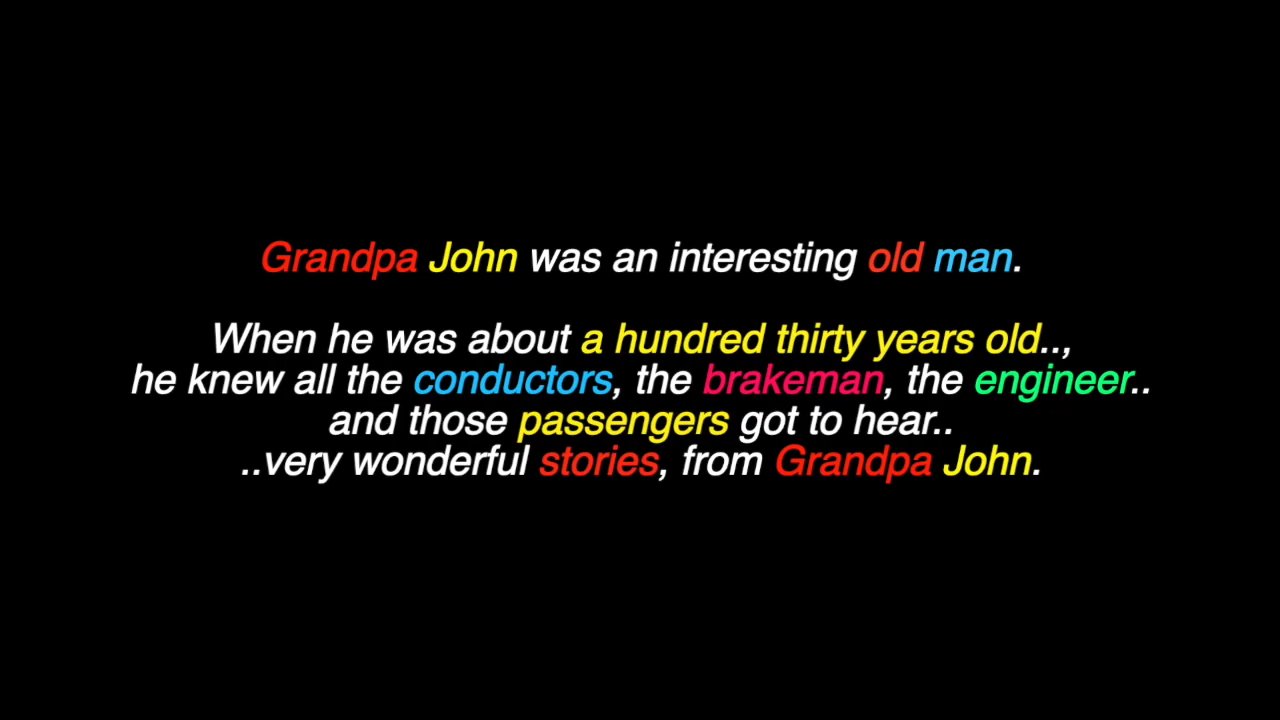 Grandpa John was an interesting old man.
When he was about a hundred thirty years old..,
he knew all the conductors, the brakeman, the engineer..
and those passengers got to hear..
..very wonderful stories, from Grandpa John.